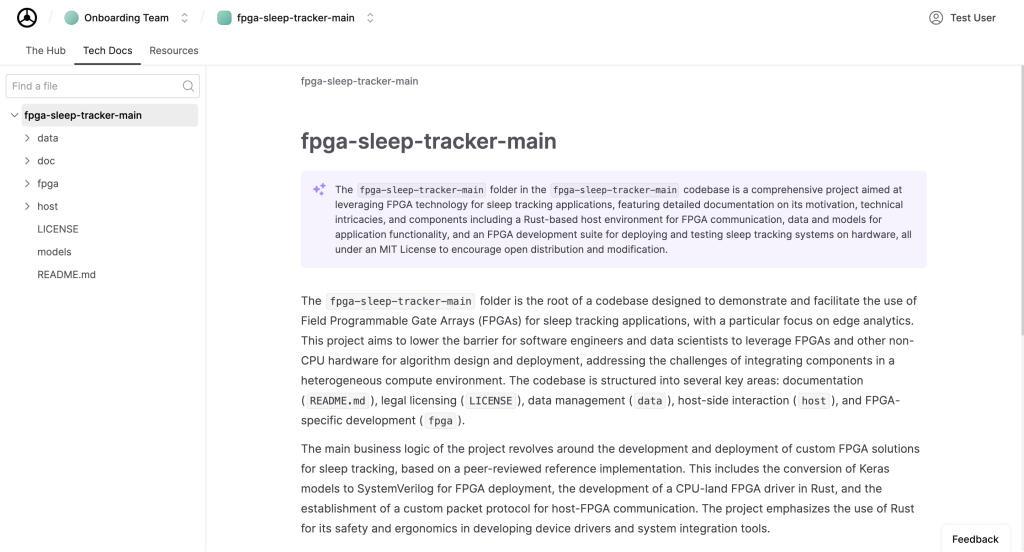 Onboarding Team
fpga-sleep-tracker-main
Test User
The Hub
Tech Docs
Resources
Find a file
fpga-sleep-tracker-main
data
doc
fpga
host
LICENSE
models
README.md
fpga-sleep-tracker-main
fpga-sleep-tracker-main
The fpga-sleep-tracker-main folder in the fpga-sleep-tracker-main codebase is a comprehensive project aimed at
leveraging FPGA technology for sleep tracking applications, featuring detailed documentation on its motivation, technical
intricacies, and components including a Rust-based host environment for FPGA communication, data and models for
application functionality, and an FPGA development suite for deploying and testing sleep tracking systems on hardware, all
under an MIT License to encourage open distribution and modification.
The fpga-sleep-tracker-main folder is the root of a codebase designed to demonstrate and facilitate the use of
Field Programmable Gate Arrays (FPGAs) for sleep tracking applications, with a particular focus on edge analytics.
This project aims to lower the barrier for software engineers and data scientists to leverage FPGAs and other non-
CPU hardware for algorithm design and deployment, addressing the challenges of integrating components in a
heterogeneous compute environment. The codebase is structured into several key areas: documentation
( README.md ), legal licensing ( LICENSE ), data management ( data ), host-side interaction ( host ), and FPGA-
specific development ( fpga ).
The main business logic of the project revolves around the development and deployment of custom FPGA solutions
for sleep tracking, based on a peer-reviewed reference implementation. This includes the conversion of Keras
models to SystemVerilog for FPGA deployment, the development of a CPU-land FPGA driver in Rust, and the
establishment of a custom packet protocol for host-FPGA communication. The project emphasizes the use of Rust
for its safety and ergonomics in developing device drivers and system integration tools.
Feedback